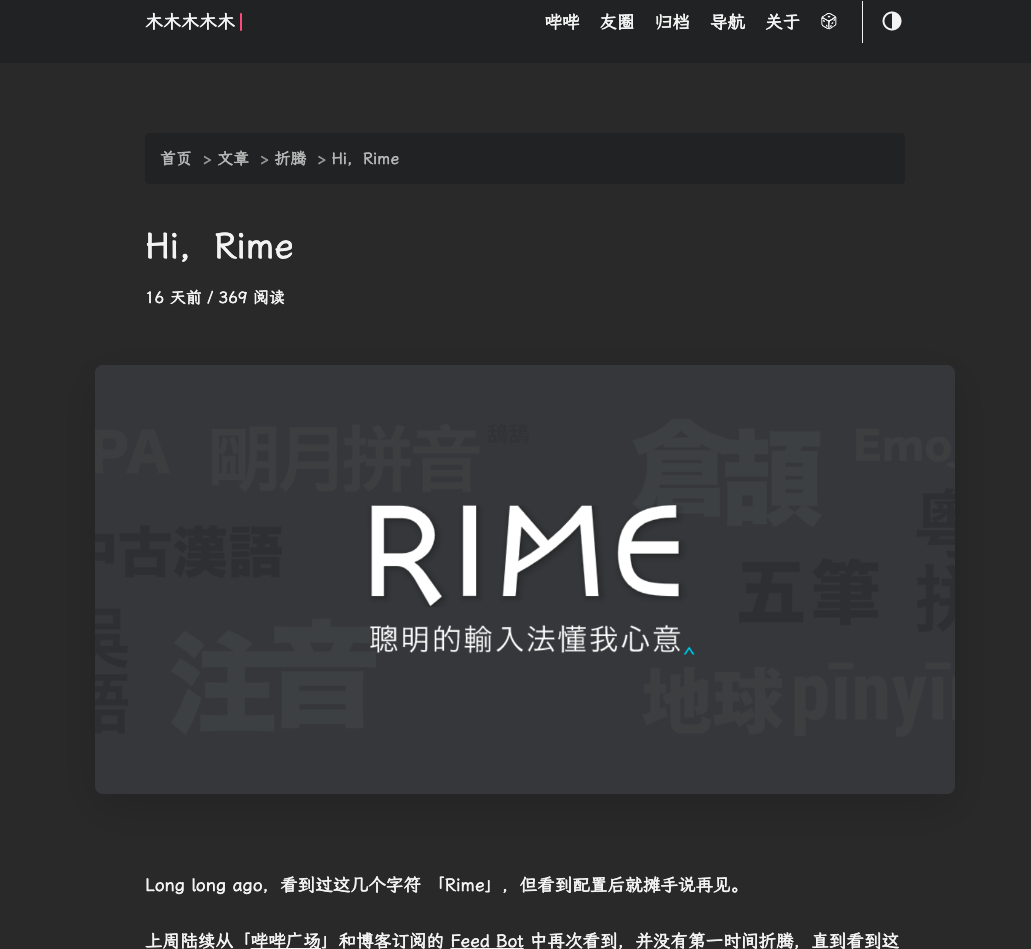 木木木木木
哔哔 友圈 归档 导航 关于
首页 > 文章 > 折腾 > Hi，Rime
Hi，Rime
16 天前 / 369 阅读
PA 朙月拼音 倉頡 Emo
中古漢語 粵拼
五筆
吳語 注音
地球pīnyī
RIME
聰明的輸入法懂我心意^
Long long ago，看到过这几个字符 「Rime」，但看到配置后就摊手说再见。
上周陆续从「哔哔广场」和博客订阅的 Feed Bot 中再次看到，并没有第一时间折腾，直到看到这